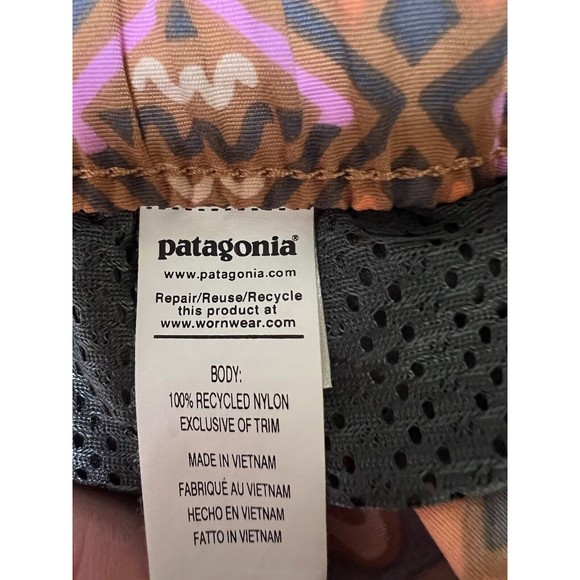 patagonia®
www.patagonia.com
Repair/Reuse/Recycle
this product at
www.wornwear.com
BODY:
100% RECYCLED NYLON
EXCLUSIVE OF TRIM
MADE IN VIETNAM
FABRIQUÉ AU VIETNAM
HECHO EN VIETNAM
FATTO IN VIETNAM